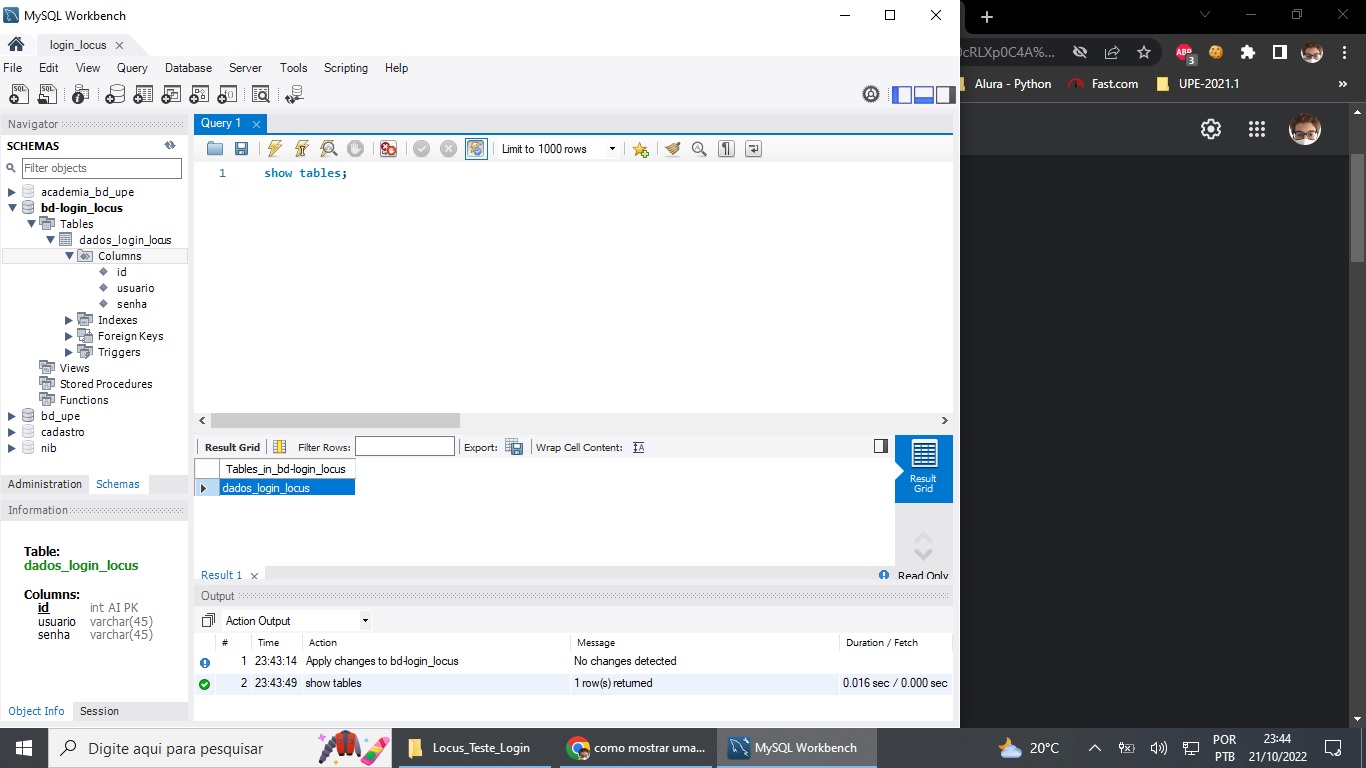 MySQL Workbench
login_locus
File Edit View Query Database Server Tools Scripting Help
Navigator
SCHEMAS
Filter objects
academia_bd_upe
bd-login_locus
Tables
dados_login_locus
Columns
id
usuario
senha
Indexes
Foreign Keys
Triggers
Views
Stored Procedures
Functions
bd_upe
cadastro
nib
Administration Schemas
Information
Table:
dados_login_locus
Columns:
id int AI PK
usuario varchar(45)
senha varchar(45)
Object Info Session
Query 1
Limit to 1000 rows
1 show tables;
Result Grid Filter Rows: Export: Wrap Cell Content:
Tables_in_bd-login_locus
dados_login_locus
Result
Grid
Result 1 Read Only
Output
Action Output
# Time Action Message Duration / Fetch
1 23:43:14 Apply changes to bd-login_locus No changes detected
2 23:43:49 show tables 1 row(s) returned 0.016 sec / 0.000 sec
ABP
3
Alura - Python Fast.com UPE-2021.1 »
Digite aqui para pesquisar
Locus_Teste_Login
como mostrar uma...
MySQL Workbench
20°C
POR
PTB
23:44
21/10/2022